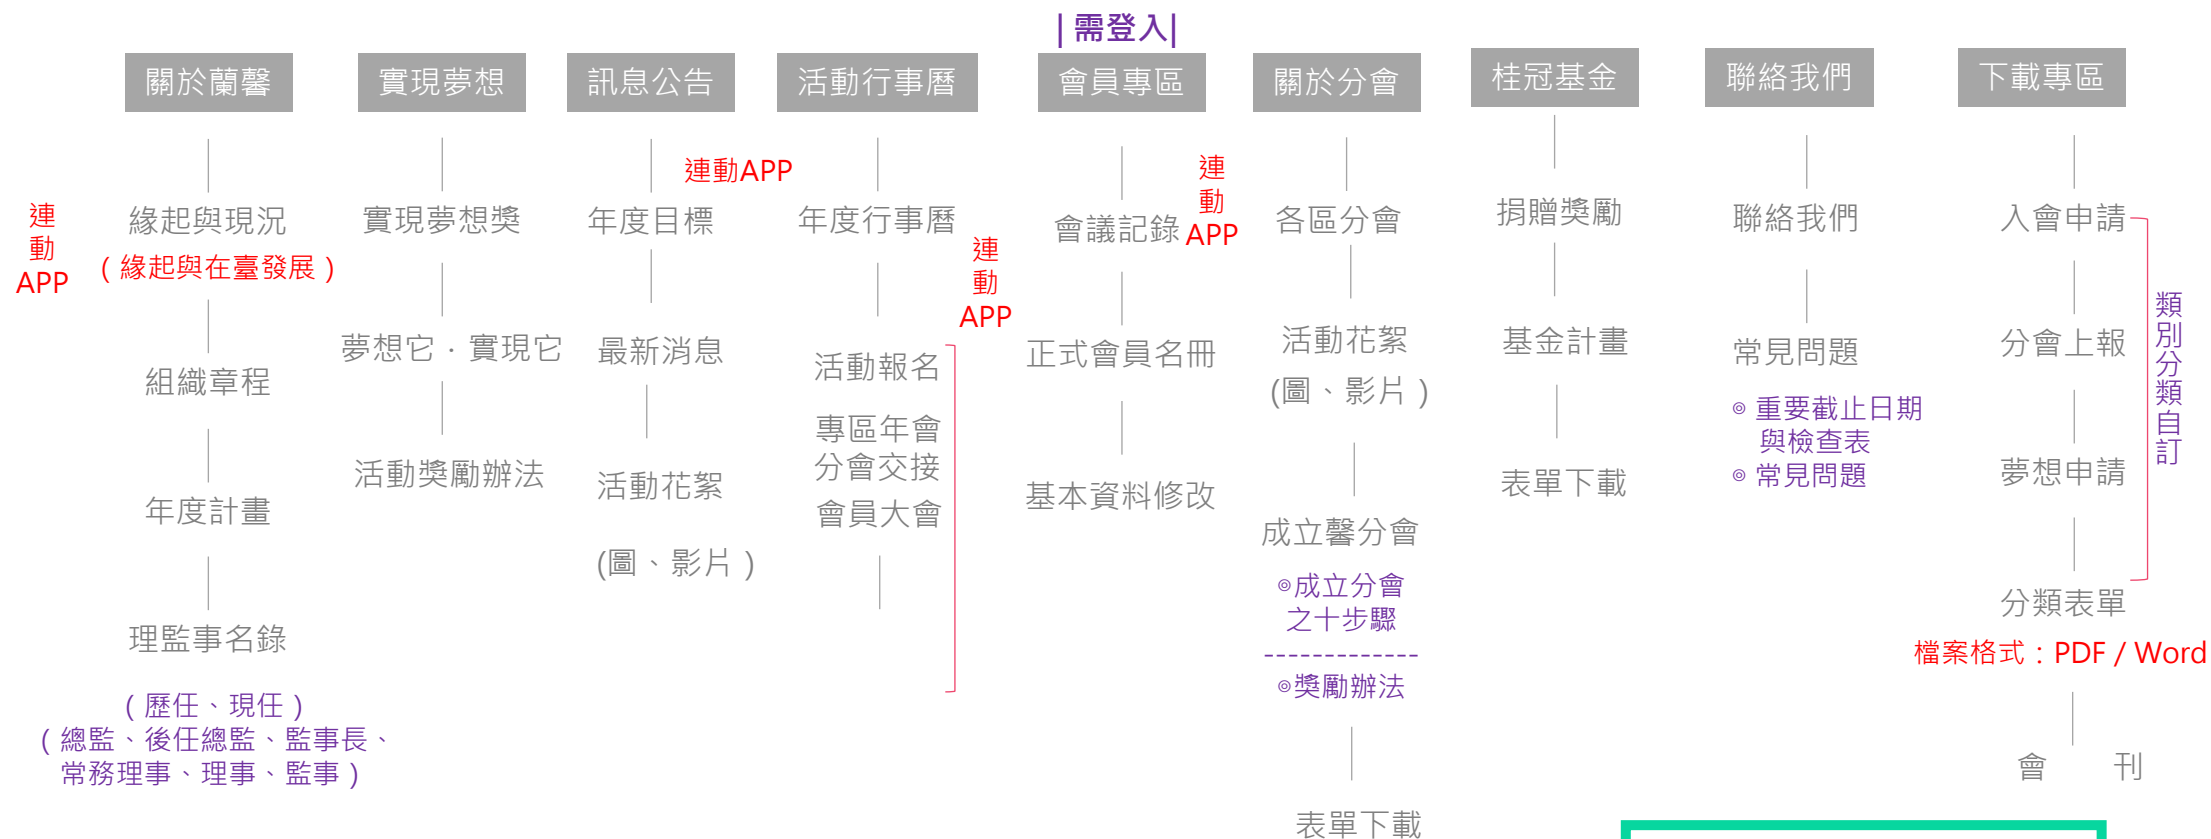 | 需登入|
關於蘭馨
實現夢想
訊息公告
活動行事曆
會員專區
關於分會
桂冠基金
聯絡我們
下載專區
連
動
APP
緣起與現況
( 緣起與在臺發展 )
組織章程
年度計畫
理監事名錄
( 歷任、現任 )
( 總監、後任總監、監事長、
常務理事、理事、監事 )
實現夢想獎
夢想它．實現它
活動獎勵辦法
連動APP
年度目標
最新消息
活動花絮
(圖、影片 )
年度行事曆
連
動
APP
活動報名
專區年會
分會交接
會員大會
會議記錄
正式會員名冊
基本資料修改
連
動
APP
各區分會
活動花絮
(圖、影片 )
成立馨分會
◎成立分會
之十步驟
-------------
◎獎勵辦法
表單下載
捐贈獎勵
基金計畫
表單下載
聯絡我們
常見問題
◎ 重要截止日期
與檢查表
◎ 常見問題
入會申請
分會上報
夢想申請
分類表單
類別分類自訂
檔案格式：PDF / Word
會 刊